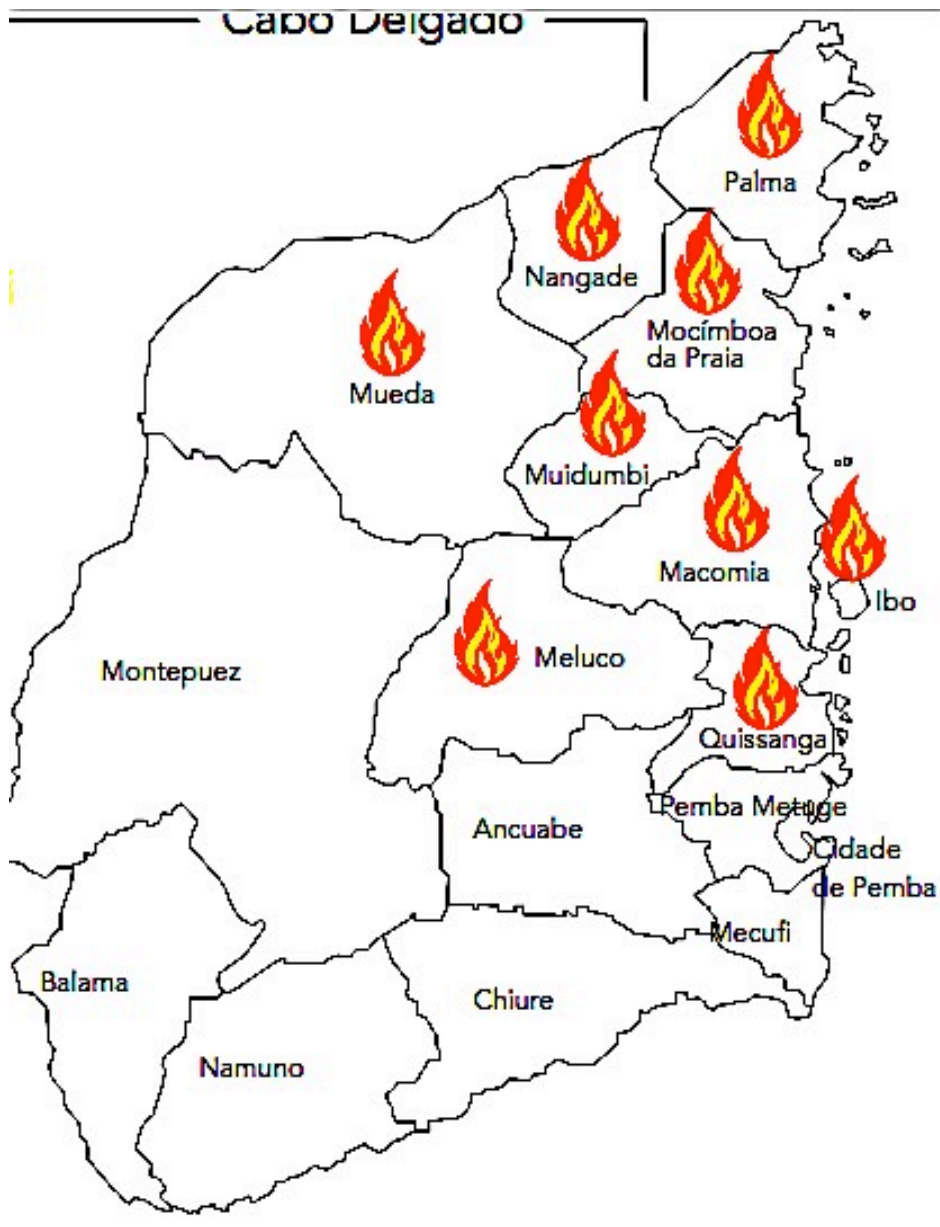 Cabo Delgado
Palma
Nangade
Mocímboa
da Praia
Mueda
Muidumbi
Macomia
Ibo
Meluco
Montepuez
Quissanga
Pemba Metuge
Ancuabe
Cidade
de Pemba
Mecufi
Balama
Chiure
Namuno